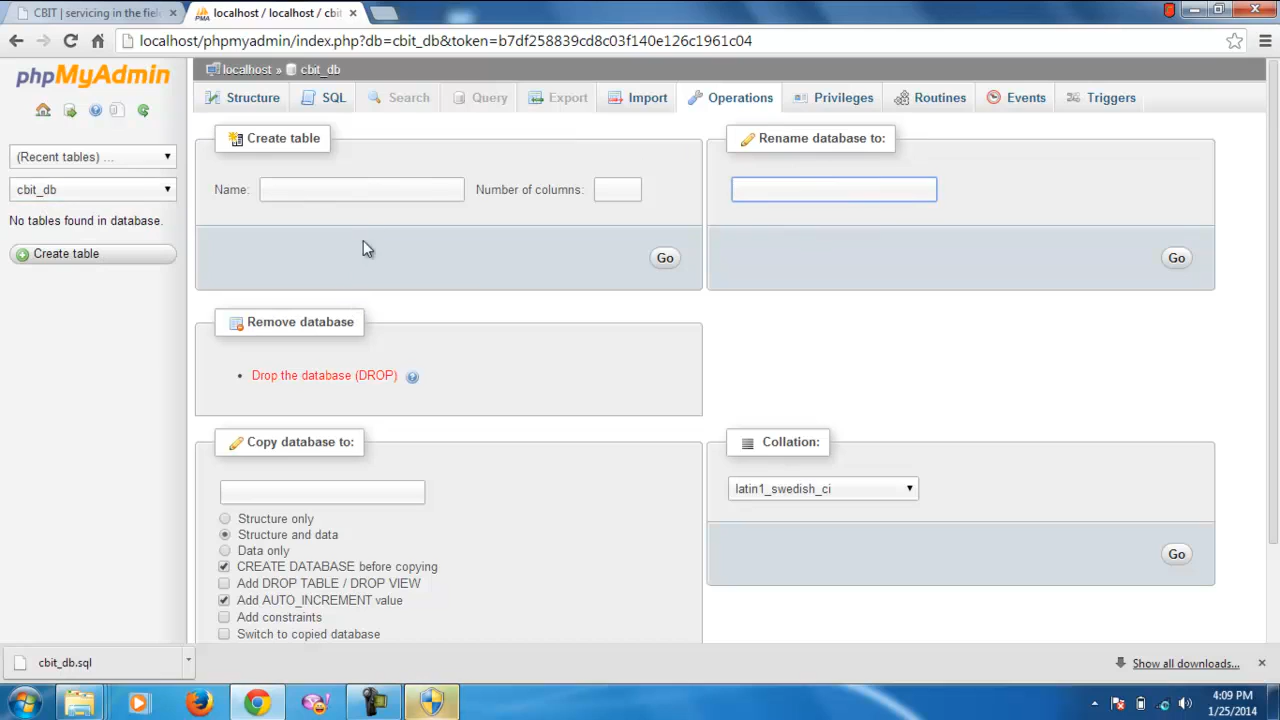 CBIT | servicing in the fiel
localhost / localhost / cbit
localhost/phpmyadmin/index.php?db=cbit_db&token=b7df258839cd8c03f140e126c1961c04
phpMyAdmin
localhost » cbit_db
Structure SQL Search Query Export Import Operations Privileges Routines Events Triggers
(Recent tables) ...
cbit_db
No tables found in database.
Create table
Create table
Name: Number of columns:
Go
Rename database to:
Go
Remove database
• Drop the database (DROP)
Copy database to:
Structure only
Structure and data
Data only
CREATE DATABASE before copying
Add DROP TABLE / DROP VIEW
Add AUTO_INCREMENT value
Add constraints
Switch to copied database
Collation:
latin1_swedish_ci
Go
cbit_db.sql
Show all downloads...
4:09 PM
1/25/2014